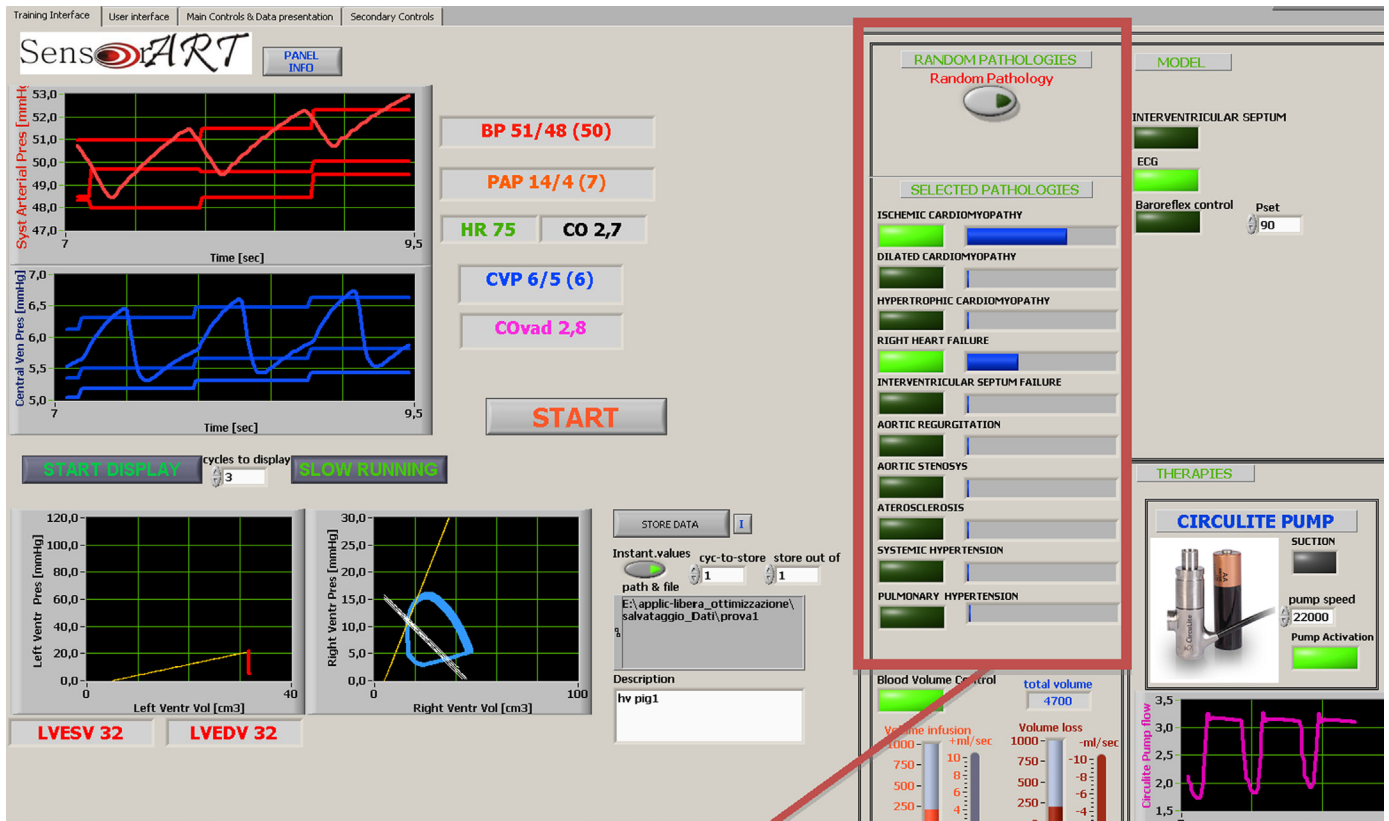 Training Interface
User interface
Main Controls & Data presentation
Secondary Controls
SensorART
PANEL
INFO
Syst Arterial Pres [mmHg]
53,0
52,0
51,0
50,0
49,0
48,0
47,0
7
9,5
Time [sec]
BP 51/48 (50)
PAP 14/4 (7)
HR 75
CO 2,7
Central Ven Pres [mmHg]
7,0
6,5
6,0
5,5
5,0
7
9,5
Time [sec]
CVP 6/5 (6)
COvad 2,8
START
START DISPLAY
cycles to display
3
SLOW RUNNING
Left Ventr Pres [mmHg]
120,0
100,0
80,0
60,0
40,0
20,0
0,0
0
40
Left Ventr Vol [cm3]
LVESV 32
LVEDV 32
Right Ventr Pres [mmHg]
30,0
25,0
20,0
15,0
10,0
5,0
0,0
0
100
Right Ventr Vol [cm3]
STORE DATA
I
Instant.values
cyc-to-store
store out of
1
1
path & file
E:\applic-libera_ottimizzazione\
salvataggio_Dati\prova1
Description
hv pig1
RANDOM PATHOLOGIES
Random Pathology
SELECTED PATHOLOGIES
ISCHEMIC CARDIOMYOPATHY
DILATED CARDIOMYOPATHY
HYPERTROPHIC CARDIOMYOPATHY
RIGHT HEART FAILURE
INTERVENTRICULAR SEPTUM FAILURE
AORTIC REGURGITATION
AORTIC STENOSYS
ATEROSCLEROSIS
SYSTEMIC HYPERTENSION
PULMONARY HYPERTENSION
Blood Volume Control
total volume
4700
Volume infusion
+ml/sec
1000
750
500
250
10
8
6
4
Volume loss
-ml/sec
1000
750
500
250
-10
-8
-6
-4
MODEL
INTERVENTRICULAR SEPTUM
ECG
Baroreflex control
Pset
90
THERAPIES
CIRCULITE PUMP
SUCTION
pump speed
22000
Pump Activation
CircuLite
AA
Circulite Pump flow
3,5
3,0
2,5
2,0
1,5